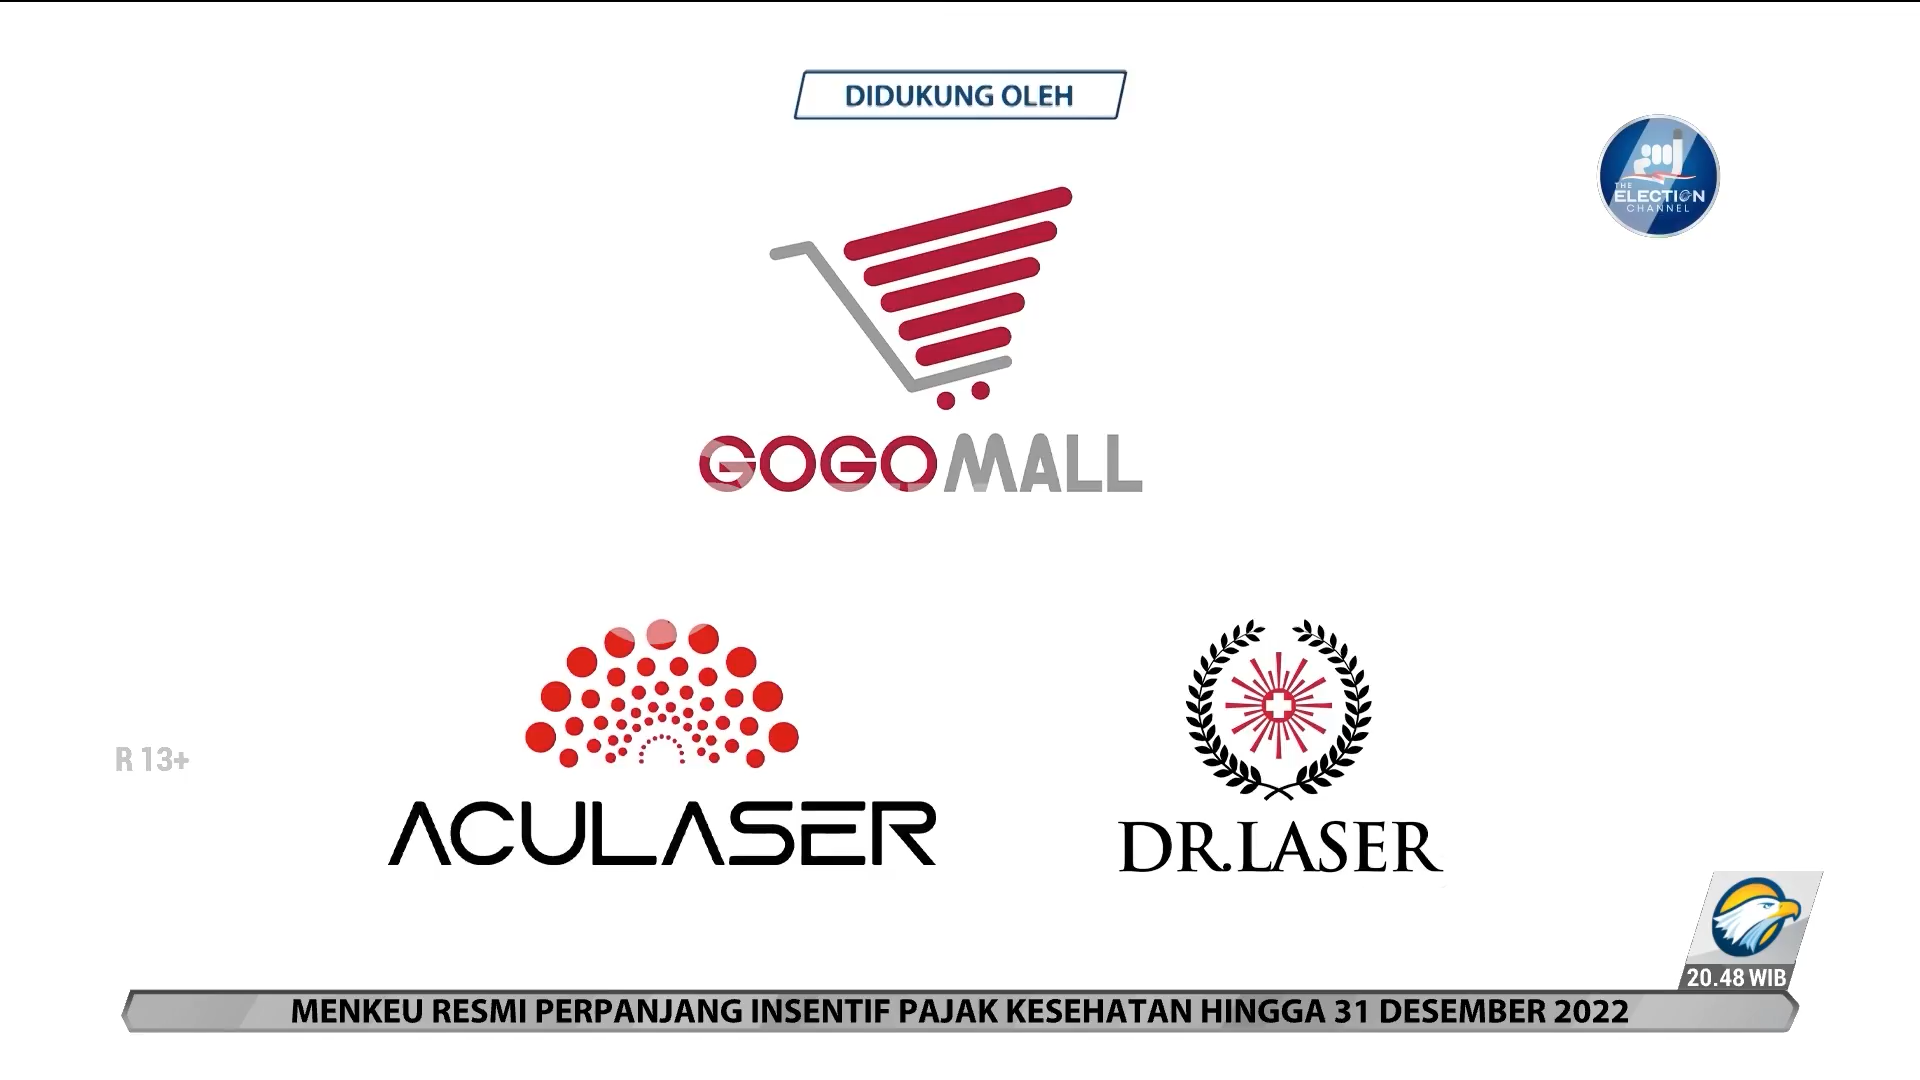 DIDUKUNG OLEH
THE
ELECTION
CHANNEL
GOGOMALL
R 13+
ACULASER
DR.LASER
20.48 WIB
MENKEU RESMI PERPANJANG INSENTIF PAJAK KESEHATAN HINGGA 31 DESEMBER 2022